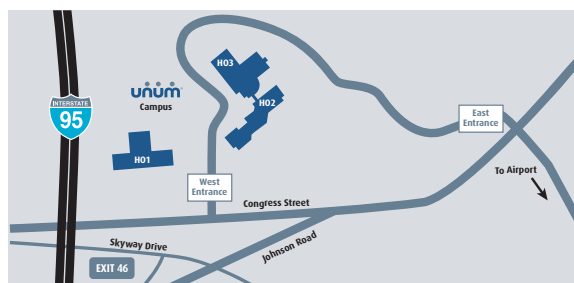 HO3
unum
Campus
HO2
INTERSTATE
95
HO1
East
Entrance
West
Entrance
To Airport
Congress Street
Skyway Drive
Johnson Road
EXIT 46